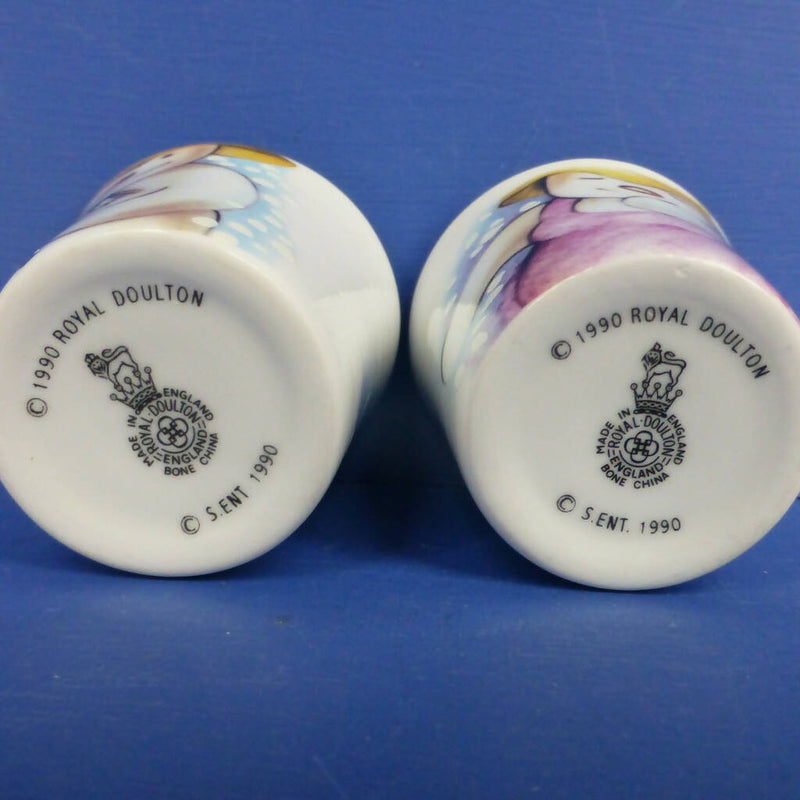 © 1990 ROYAL DOULTON
MADE IN ENGLAND
ROYAL·DOULTON
ENGLAND
BONE CHINA
© S.ENT 1990
© 1990 ROYAL DOULTON
MADE IN ENGLAND
ROYAL·DOULTON
ENGLAND
BONE CHINA
© S.ENT. 1990